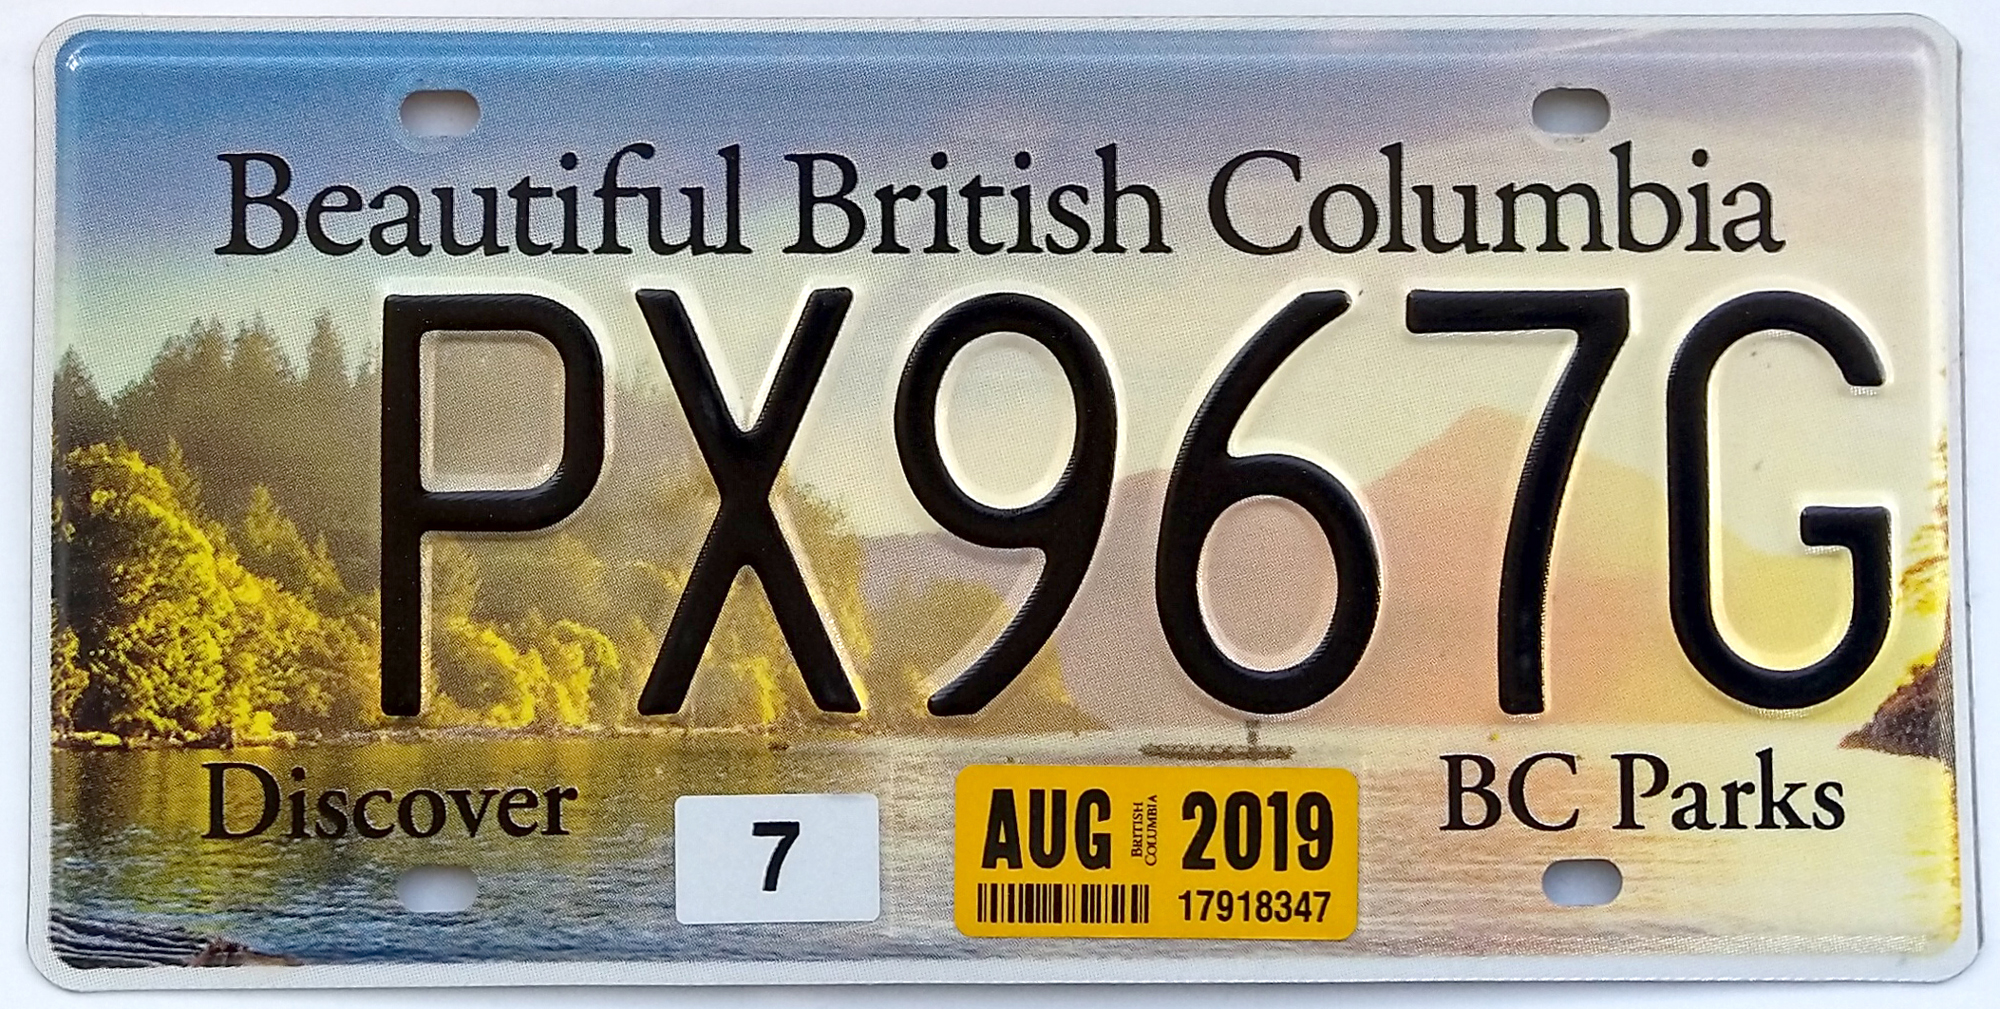 Beautiful British Columbia
PX967G
Discover
7
AUG BRITISH COLUMBIA 2019
17918347
BC Parks